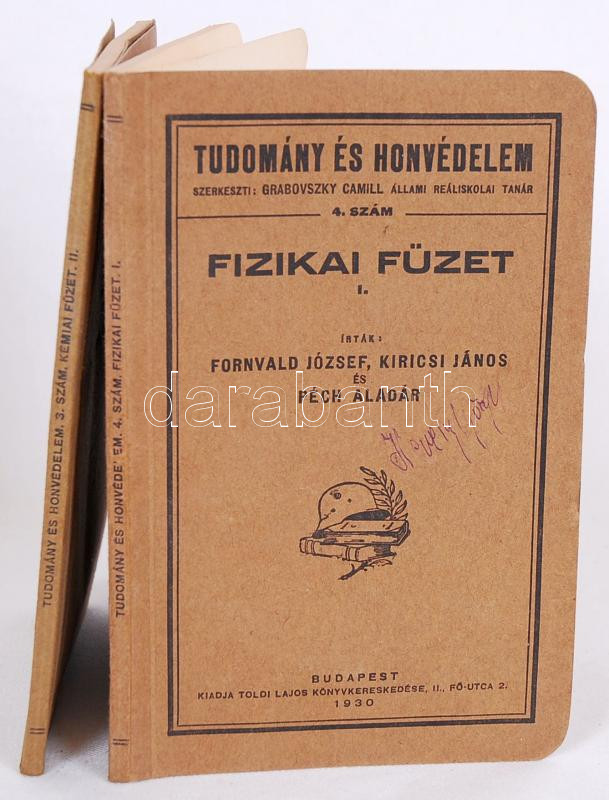 TUDOMÁNY ÉS HONVÉDELEM. 3. SZÁM. KÉMIAI FÜZET. II.
TUDOMÁNY ÉS HONVÉDE' EM. 4. SZÁM. FIZIKAI FÜZET. I.
TUDOMÁNY ÉS HONVÉDELEM
SZERKESZTI: GRABOVSZKY CAMILL ÁLLAMI REÁLISKOLAI TANÁR
4. SZÁM
FIZIKAI FÜZET
I.
ÍRTÁK:
FORNVALD JÓZSEF, KIRICSI JÁNOS
ÉS
PÉCH ALADÁR
darabanth
BUDAPEST
KIADJA TOLDI LAJOS KÖNYVKERESKEDÉSE, II., FŐ-UTCA 2.
1930